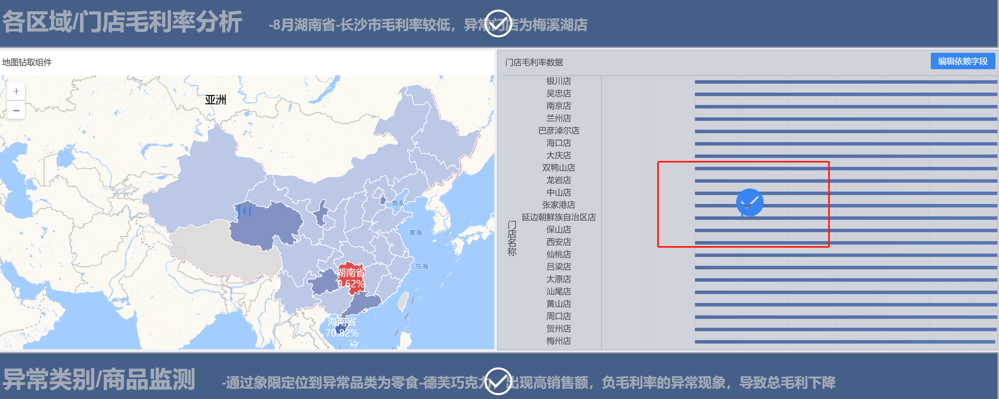 各区域/门店毛利率分析
-8月湖南省-长沙市毛利率较低，异常门店为梅溪湖店
地图钻取组件
+
−
亚洲
渤海
黄海
东海
湖南省
9.62%
海南省
70.82%
门店毛利率数据
编辑依赖字段
门店名称
银川店
吴忠店
南京店
兰州店
巴彦淖尔店
海口店
大庆店
双鸭山店
龙岩店
中山店
张家港店
延边朝鲜族自治区店
保山店
西安店
仙桃店
吕梁店
太原店
汕尾店
黄山店
周口店
贺州店
梅州店
异常类别/商品监测
-通过象限定位到异常品类为零食-德芙巧克力，出现高销售额，负毛利率的异常现象，导致总毛利下降